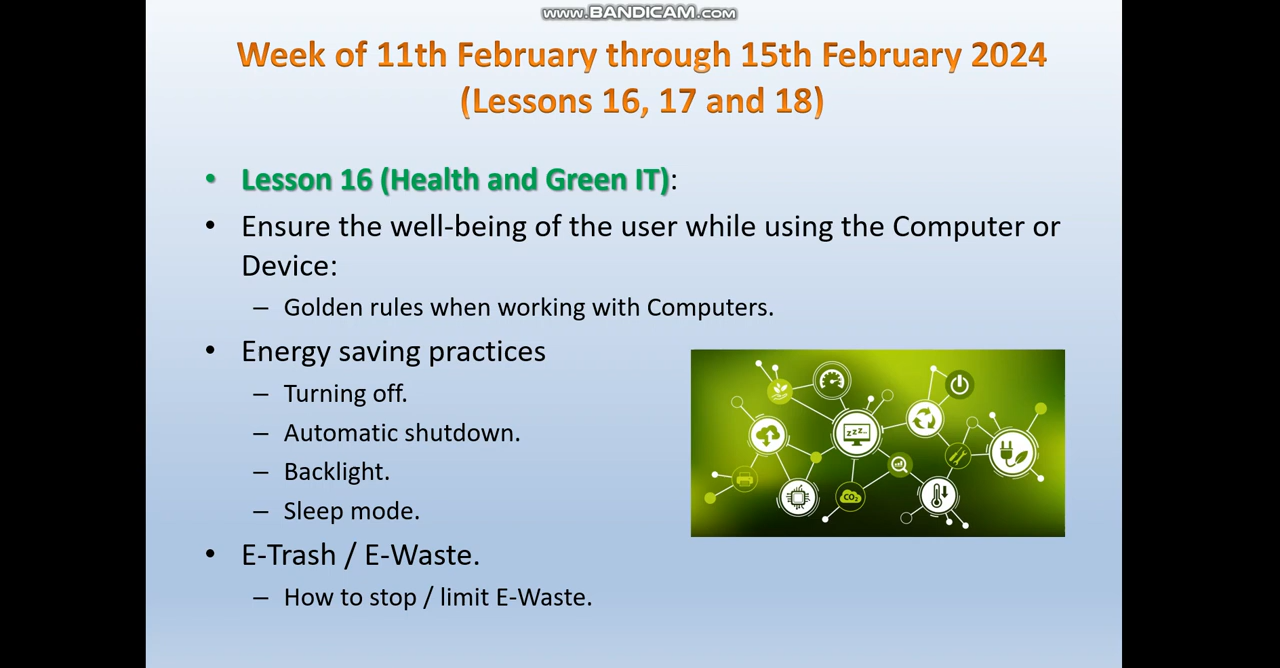 www.BANDICAM.com
Week of 11th February through 15th February 2024
(Lessons 16, 17 and 18)
• Lesson 16 (Health and Green IT):
• Ensure the well-being of the user while using the Computer or
Device:
– Golden rules when working with Computers.
• Energy saving practices
– Turning off.
– Automatic shutdown.
– Backlight.
– Sleep mode.
• E-Trash / E-Waste.
– How to stop / limit E-Waste.
zzz
CO₂